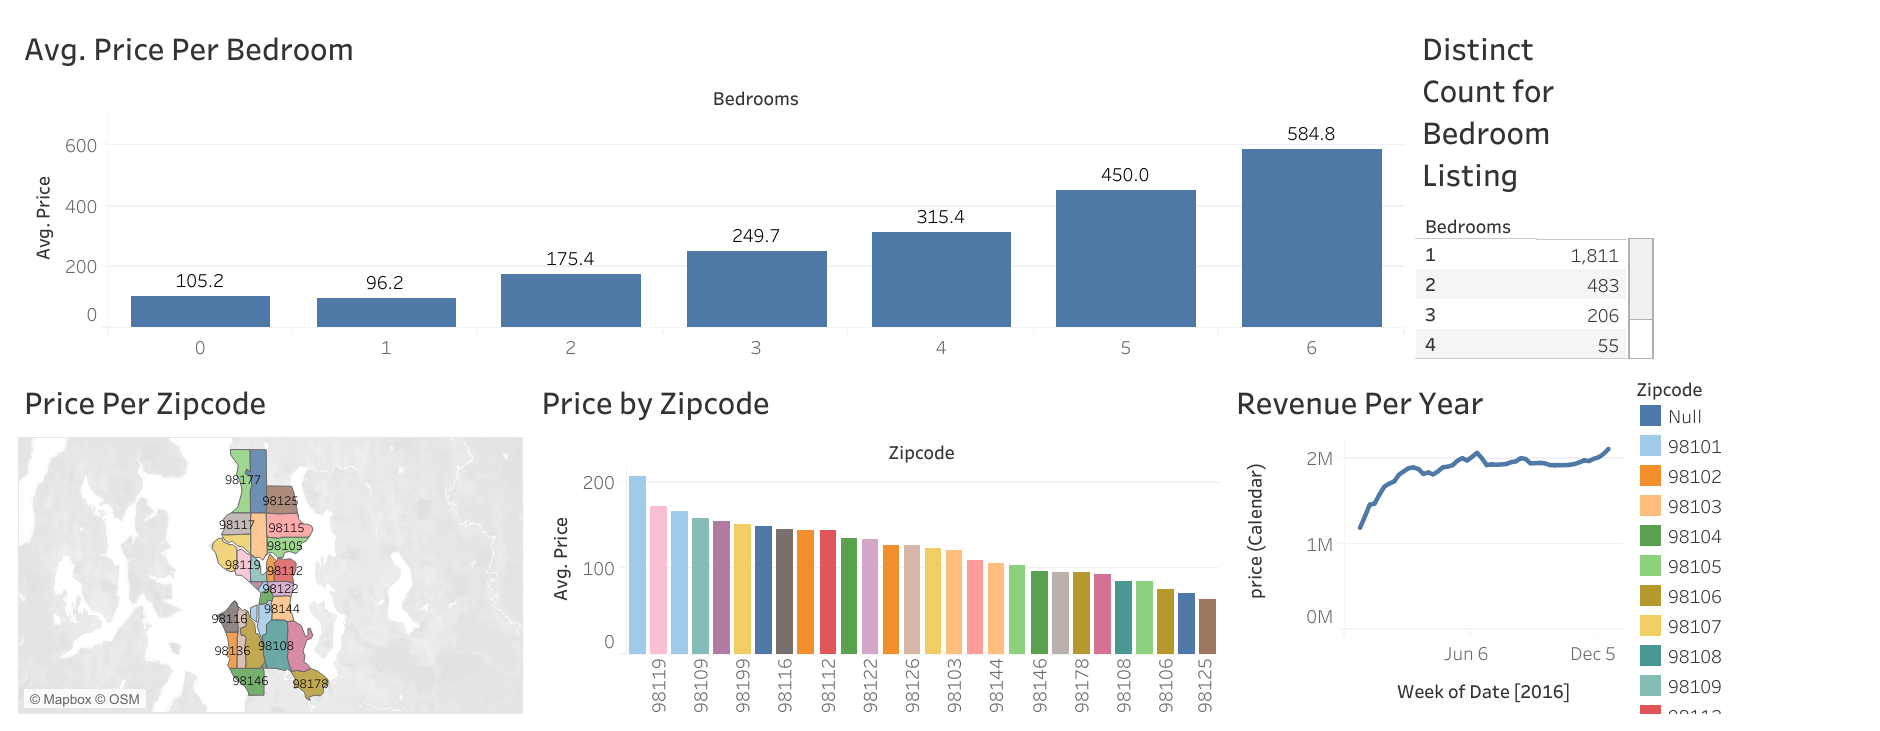 Avg. Price Per Bedroom
Bedrooms
Avg. Price
600
400
200
0
105.2
96.2
175.4
249.7
315.4
450.0
584.8
0
1
2
3
4
5
6
Distinct
Count for
Bedroom
Listing
Bedrooms
1 1,811
2 483
3 206
4 55
Price Per Zipcode
98177
98125
98117
98115
98105
98119
98112
98122
98144
98116
98108
98136
98146
98178
© Mapbox © OSM
Price by Zipcode
Zipcode
Avg. Price
200
100
0
98119
98109
98199
98116
98112
98122
98126
98103
98144
98146
98178
98108
98106
98125
Revenue Per Year
price (Calendar)
2M
1M
0M
Jun 6
Dec 5
Week of Date [2016]
Zipcode
Null
98101
98102
98103
98104
98105
98106
98107
98108
98109